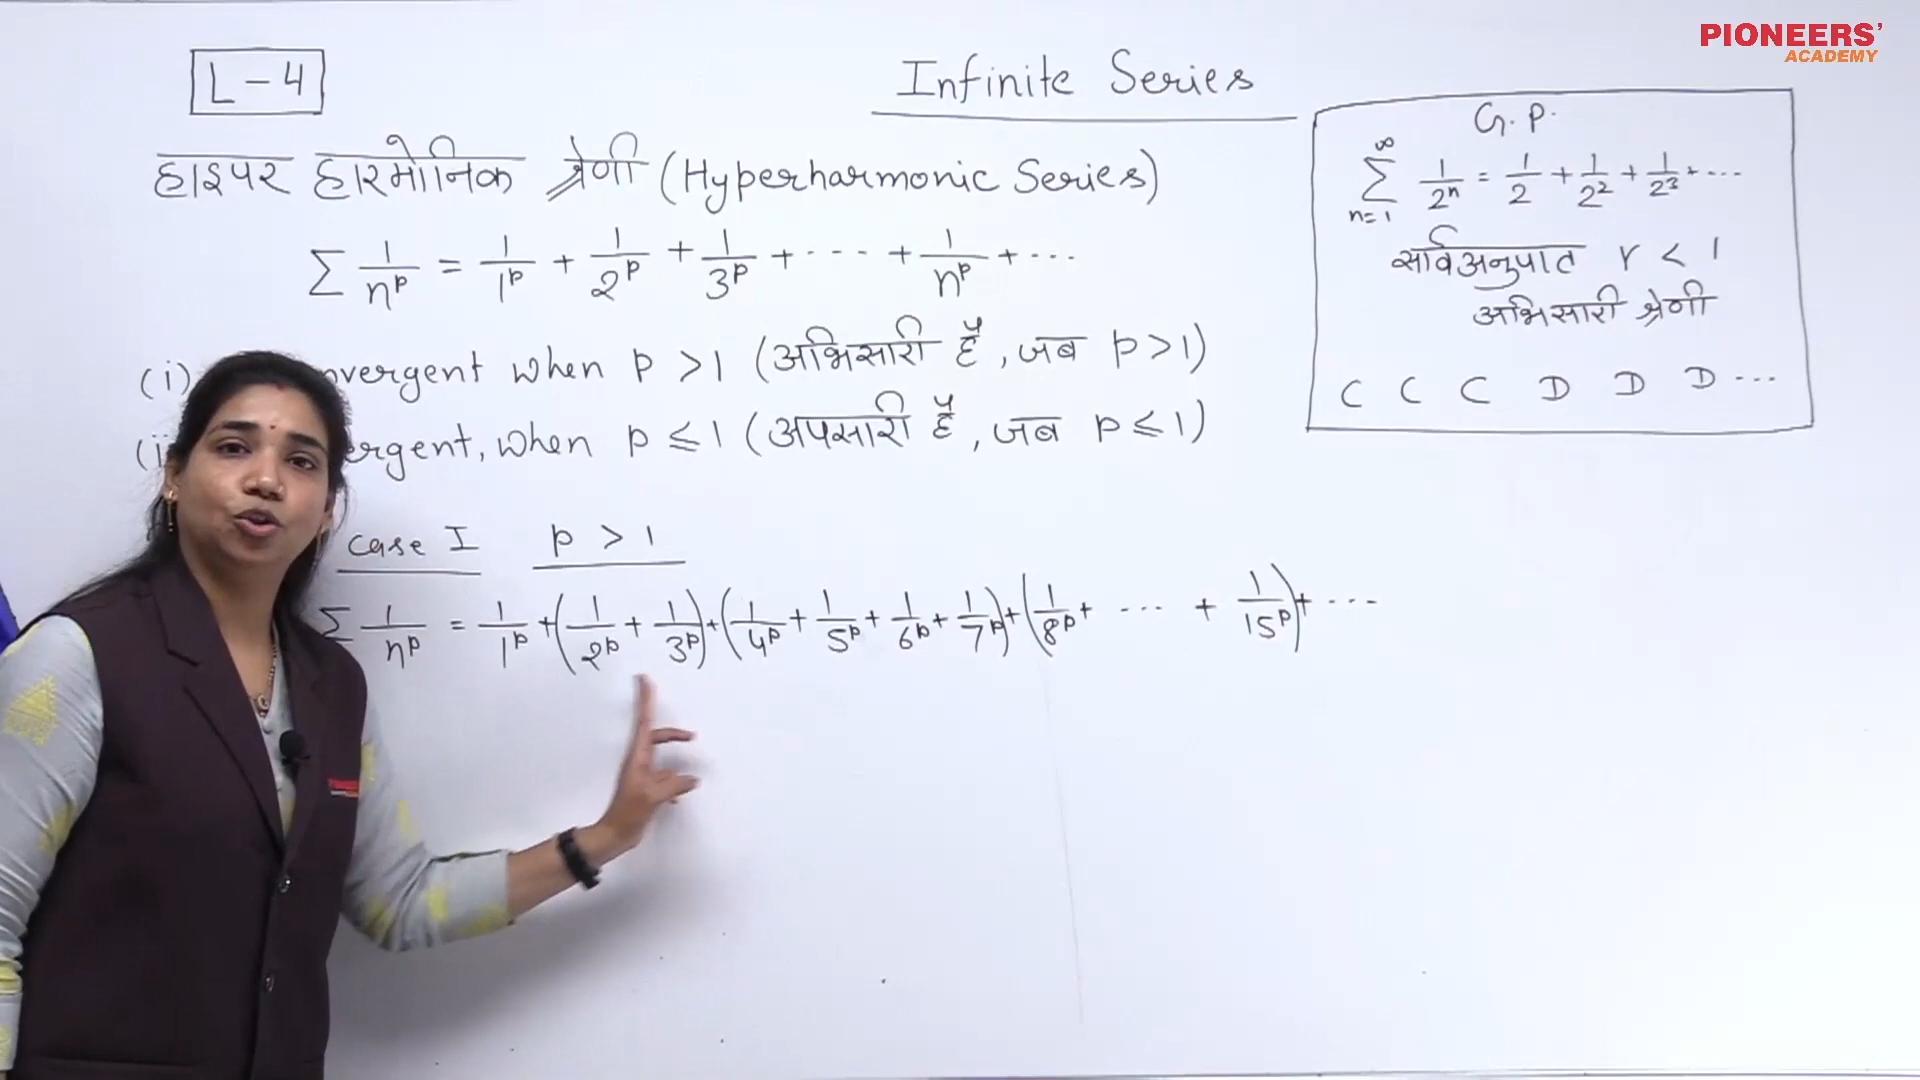 PIONEERS'
ACADEMY
L-4
Infinite Series
हाइपर हारमोनिक श्रेणी (Hyperharmonic Series)
∑ 1/n^p = 1/1^p + 1/2^p + 1/3^p + --- + 1/n^p + ...
(i) vergent when p > 1 (अभिसारी है, जब p > 1)
(i ergent, when p ≤ 1 (अपसारी है, जब p ≤ 1)
case I p > 1
∑ 1/n^p = 1/1^p + (1/2^p + 1/3^p) + (1/4^p + 1/5^p + 1/6^p + 1/7^p) + (1/8^p + --- + 1/15^p) + ---
G.P.
∑_{n=1}^{∞} 1/2^n = 1/2 + 1/2^2 + 1/2^3 + ...
r < 1
अभिसारी श्रेणी
C C C D D D ...
PIONEER